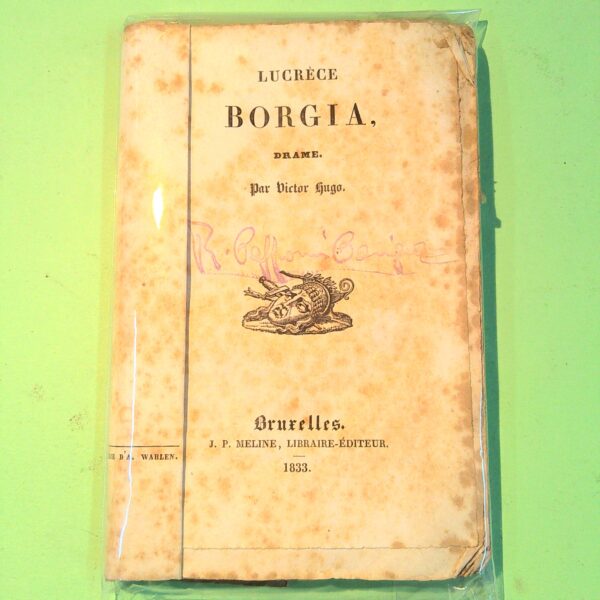 LUCRÈCE
BORGIA,
DRAME.
Par Victor Hugo.
Bruxelles.
J. P. MELINE, LIBRAIRE-ÉDITEUR.
1833.
D'A. WAHLEN.